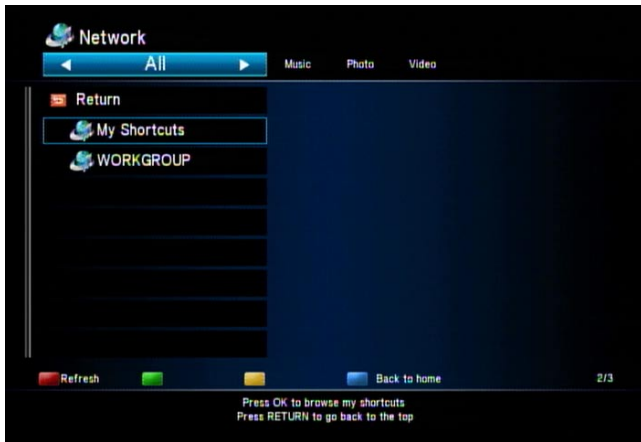 Network
All Music Photo Video
Return
My Shortcuts
WORKGROUP
Refresh Back to home 2/3
Press OK to browse my shortcuts
Press RETURN to go back to the top